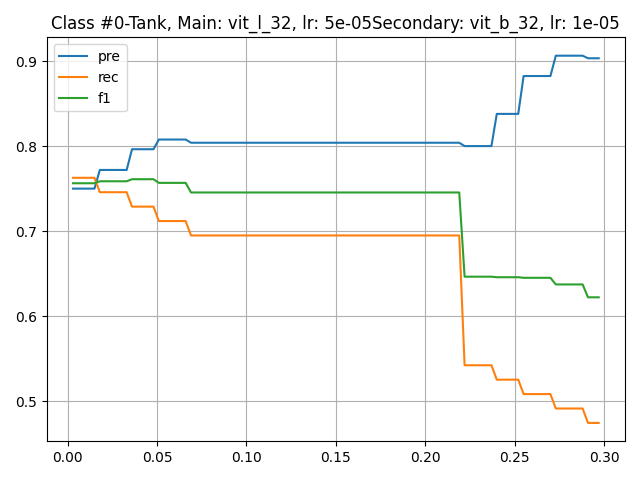 Class #0-Tank, Main: vit_l_32, lr: 5e-05Secondary: vit_b_32, lr: 1e-05
pre
rec
f1
0.9
0.8
0.7
0.6
0.5
0.00 0.05 0.10 0.15 0.20 0.25 0.30